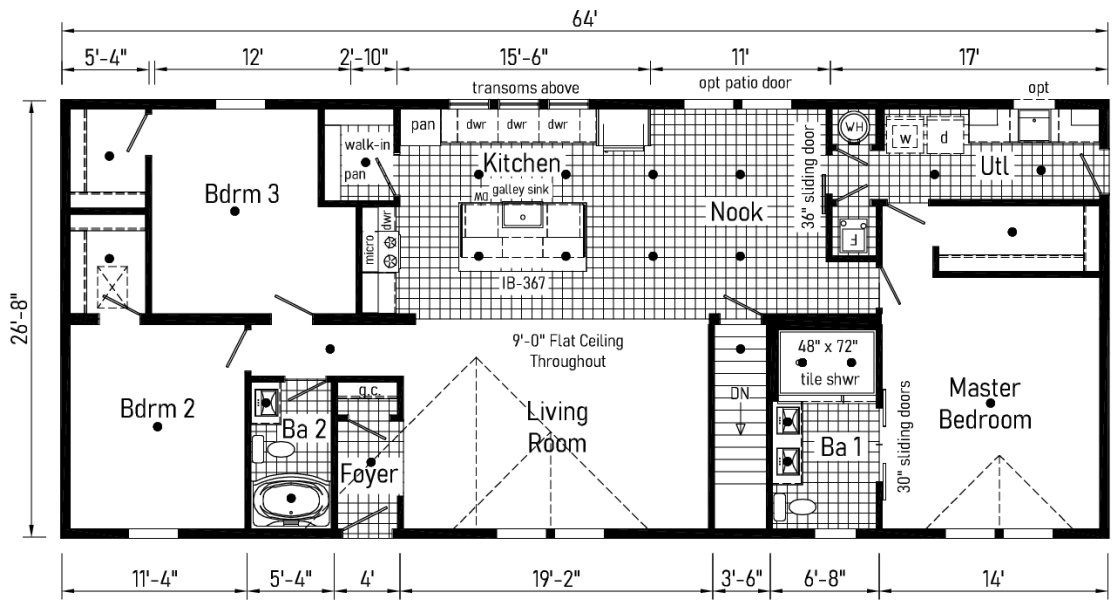 64'
5'-4"
12'
2'-10"
15'-6"
11'
17'
transoms above
opt patio door
opt
pan
dwr
dwr
dwr
WH
w
d
walk-in
pan
Kitchen
36" sliding door
Utl
Bdrm 3
DW
galley sink
Nook
dwr
micro
F
26'-8"
x
IB-367
9'-0" Flat Ceiling
Throughout
48" x 72"
tile shwr
g.c.
DN
Bdrm 2
Living
Room
Master
Bedroom
Ba 2
Ba 1
30" sliding doors
Foyer
11'-4"
5'-4"
4'
19'-2"
3'-6"
6'-8"
14'